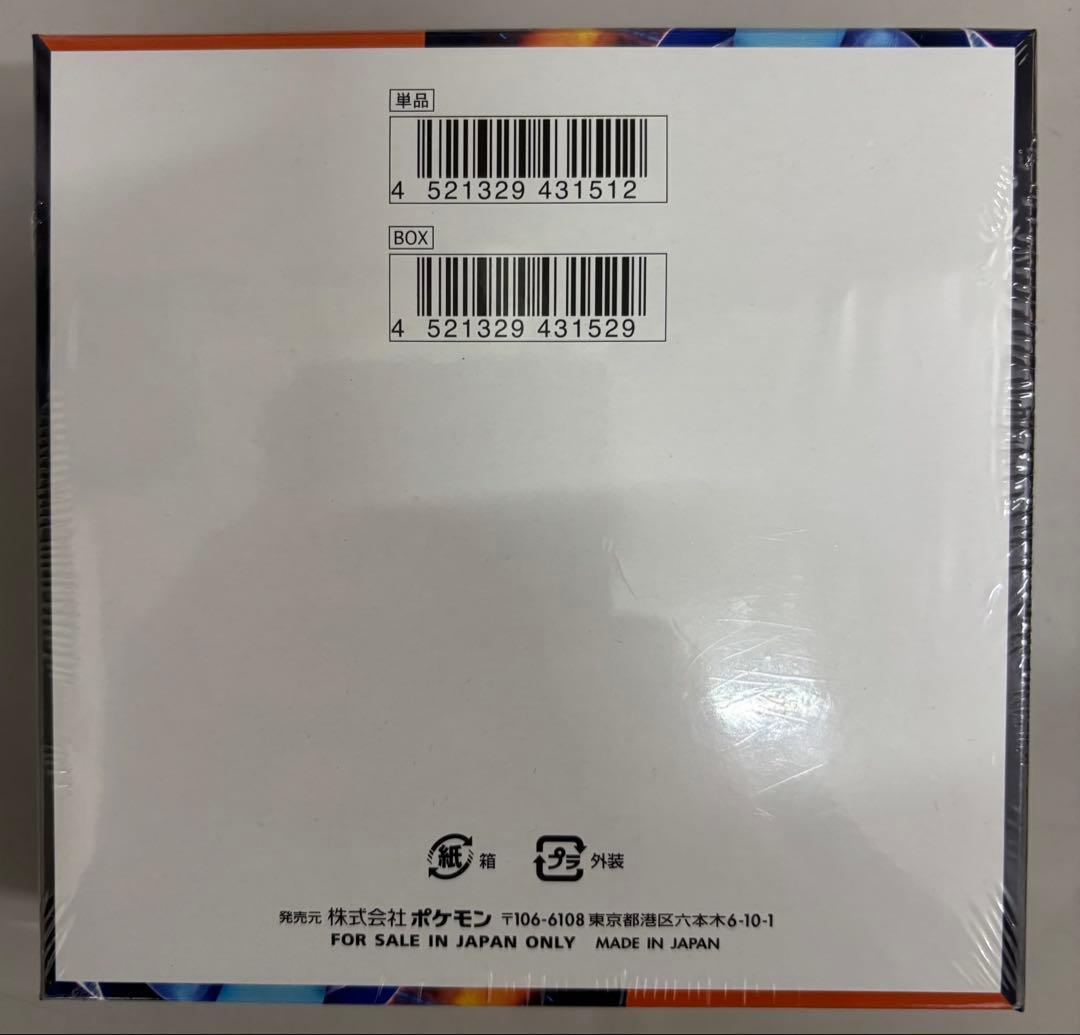 単品
4 521329 431512
BOX
4 521329 431529
紙 箱 プラ 外装
発売元 株式会社 ポケモン 〒106-6108 東京都港区六本木6-10-1
FOR SALE IN JAPAN ONLY MADE IN JAPAN